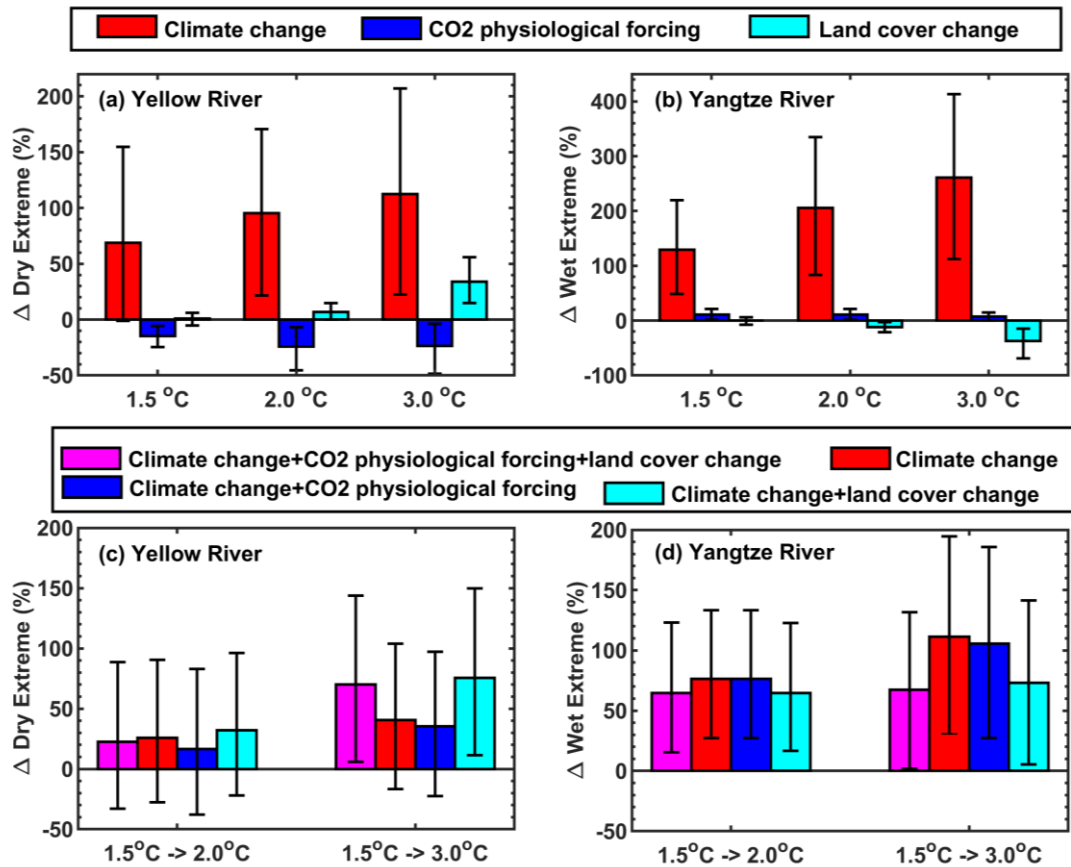 Climate change CO2 physiological forcing Land cover change
(a) Yellow River
Δ Dry Extreme (%)
200
150
100
50
0
-50
1.5 °C 2.0 °C 3.0 °C
(b) Yangtze River
Δ Wet Extreme (%)
400
300
200
100
0
-100
1.5 °C 2.0 °C 3.0 °C
Climate change+CO2 physiological forcing+land cover change Climate change
Climate change+CO2 physiological forcing Climate change+land cover change
(c) Yellow River
Δ Dry Extreme (%)
200
150
100
50
0
-50
1.5°C -> 2.0°C 1.5°C -> 3.0°C
(d) Yangtze River
Δ Wet Extreme (%)
200
150
100
50
0
-50
1.5°C -> 2.0°C 1.5°C -> 3.0°C